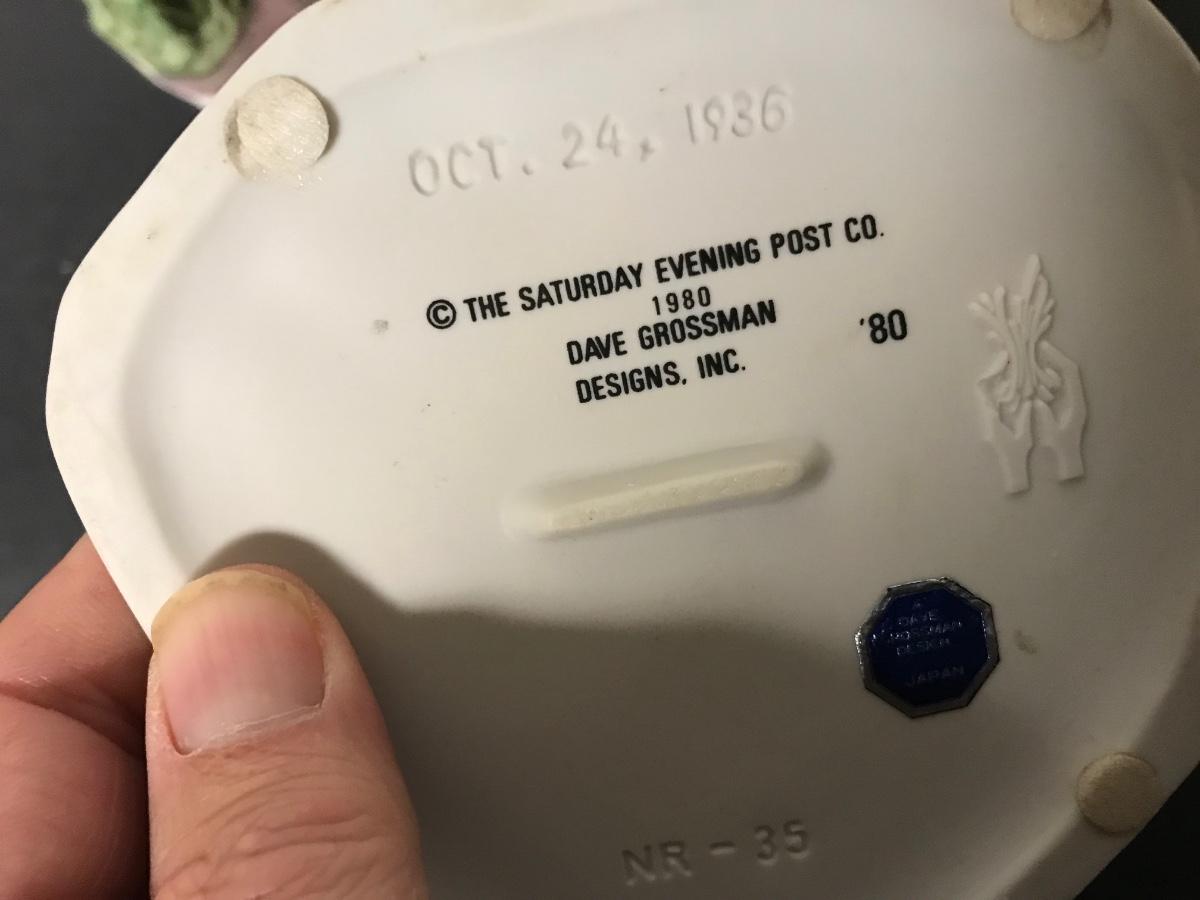 OCT. 24, 1936
© THE SATURDAY EVENING POST CO.
1980
DAVE GROSSMAN
DESIGNS, INC.
'80
A
DAVE
GROSSMAN
DESIGN
JAPAN
NR - 35